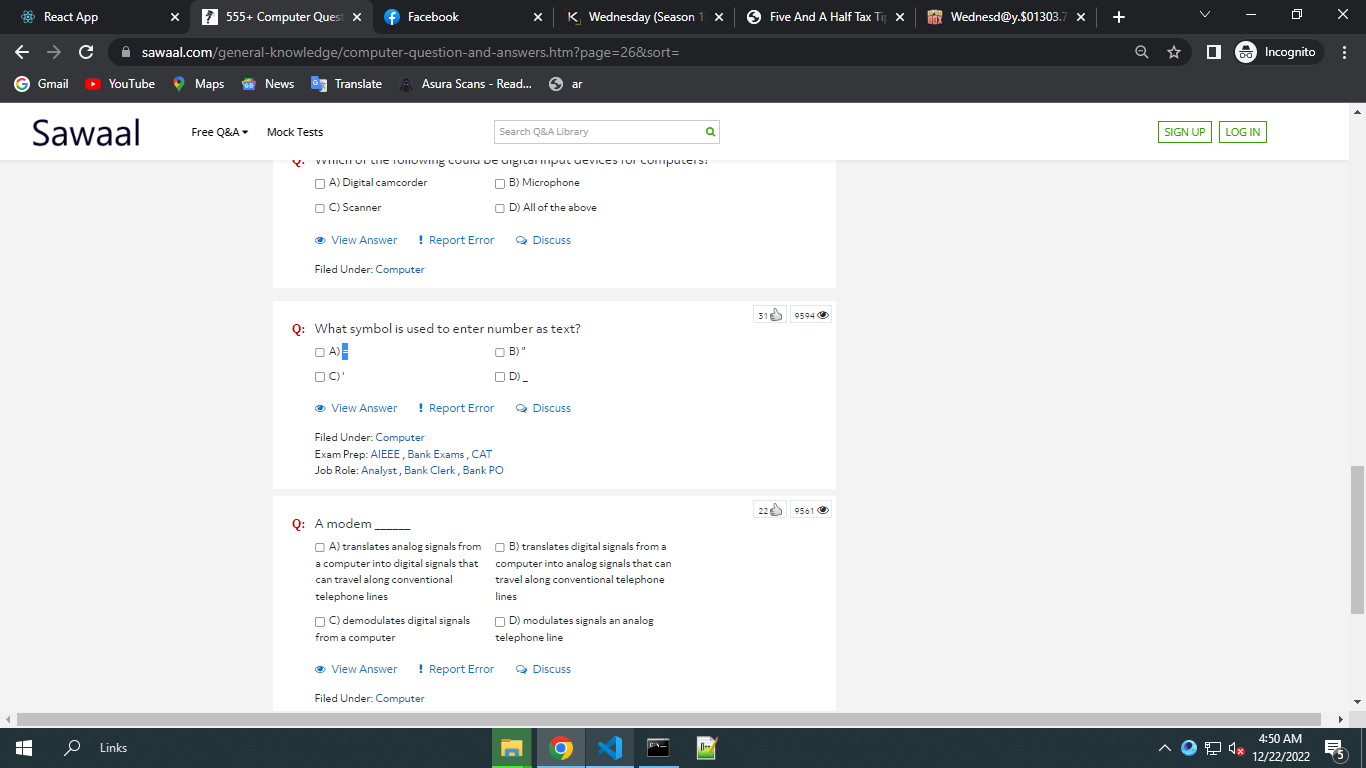 React App
555+ Computer Quest
Facebook
Wednesday (Season 1)
Five And A Half Tax Tip
Wednesd@y.$01303.7
sawaal.com/general-knowledge/computer-question-and-answers.htm?page=26&sort=
Incognito
Gmail
YouTube
Maps
News
Translate
Asura Scans - Read...
ar
Sawaal
Free Q&A
Mock Tests
Search Q&A Library
SIGN UP
LOG IN
Q: Which of the following could be digital input devices for computers?
A) Digital camcorder
B) Microphone
C) Scanner
D) All of the above
View Answer
Report Error
Discuss
Filed Under: Computer
31
9594
Q: What symbol is used to enter number as text?
A) =
B) "
C) '
D) _
View Answer
Report Error
Discuss
Filed Under: Computer
Exam Prep: AIEEE , Bank Exams , CAT
Job Role: Analyst , Bank Clerk , Bank PO
22
9561
Q: A modem ______
A) translates analog signals from
a computer into digital signals that
can travel along conventional
telephone lines
B) translates digital signals from a
computer into analog signals that can
travel along conventional telephone
lines
C) demodulates digital signals
from a computer
D) modulates signals an analog
telephone line
View Answer
Report Error
Discuss
Filed Under: Computer
Links
4:50 AM
12/22/2022
5